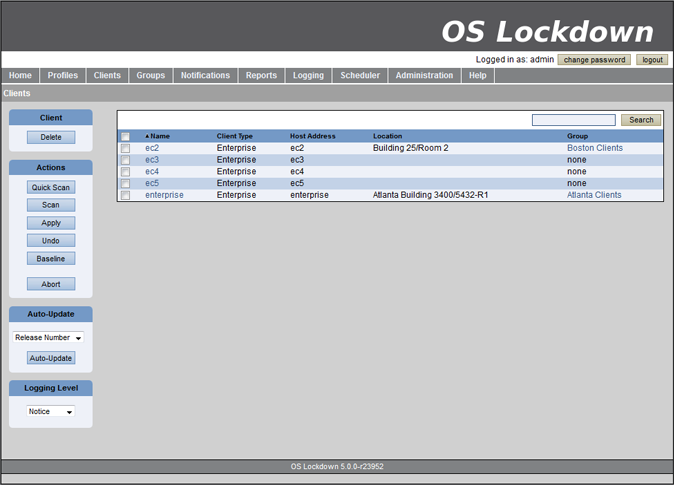 OS Lockdown
Logged in as: admin change password logout
Home Profiles Clients Groups Notifications Reports Logging Scheduler Administration Help
Clients
Client
Delete
Actions
Quick Scan
Scan
Apply
Undo
Baseline
Abort
Auto-Update
Release Number
Auto-Update
Logging Level
Notice
Search
Name Client Type Host Address Location Group
ec2 Enterprise ec2 Building 25/Room 2 Boston Clients
ec3 Enterprise ec3 none
ec4 Enterprise ec4 none
ec5 Enterprise ec5 none
enterprise Enterprise enterprise Atlanta Building 3400/5432-R1 Atlanta Clients
OS Lockdown 5.0.0-r23952